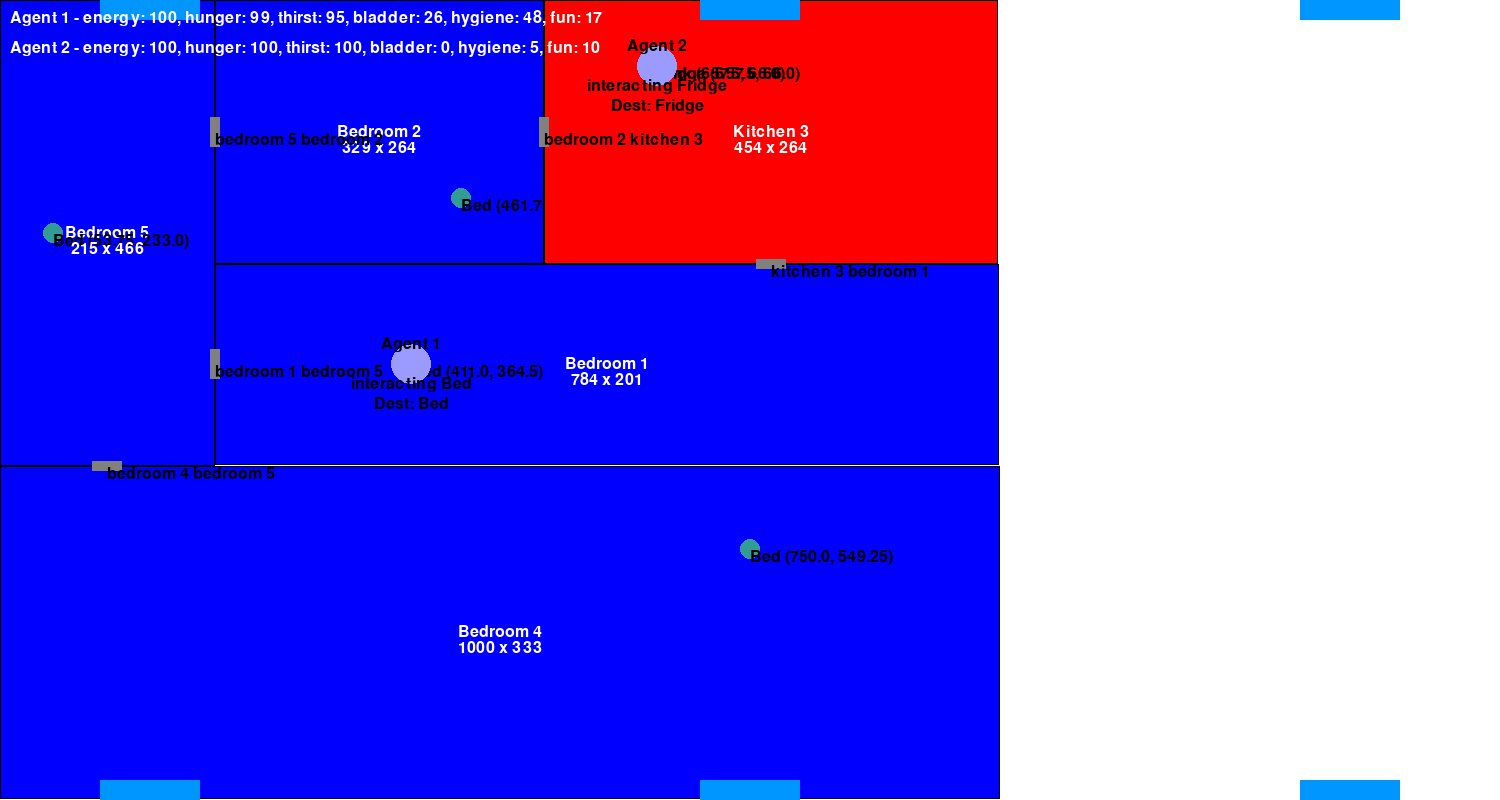 Agent 1 - energy: 100, hunger: 99, thirst: 95, bladder: 26, hygiene: 48, fun: 17
Agent 2 - energy: 100, hunger: 100, thirst: 100, bladder: 0, hygiene: 5, fun: 10
Agent 2
interacting Fridge
Dest: Fridge
bedroom 5 bedroom
Bedroom 2
329 x 264
bedroom 2 kitchen 3
Kitchen 3
454 x 264
Bed (461.7
Bedroom 5
233.0)
215 x 466
kitchen 3 bedroom 1
Agent 1
bedroom 1 bedroom 5
(411.0, 364.5)
interacting Bed
Dest: Bed
Bedroom 1
784 x 201
bedroom 4 bedroom 5
Bed (750.0, 549.25)
Bedroom 4
1000 x 333